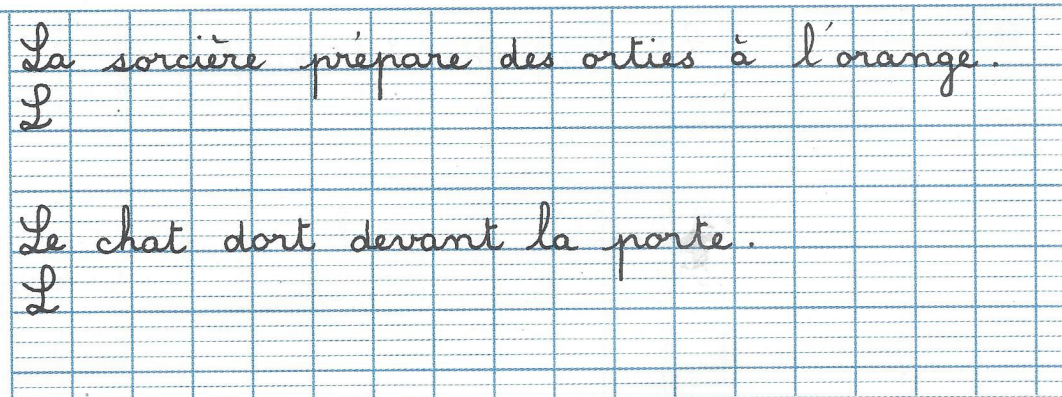 La sorcière prépare des orties à l'orange.
L
Le chat dort devant la porte.
L